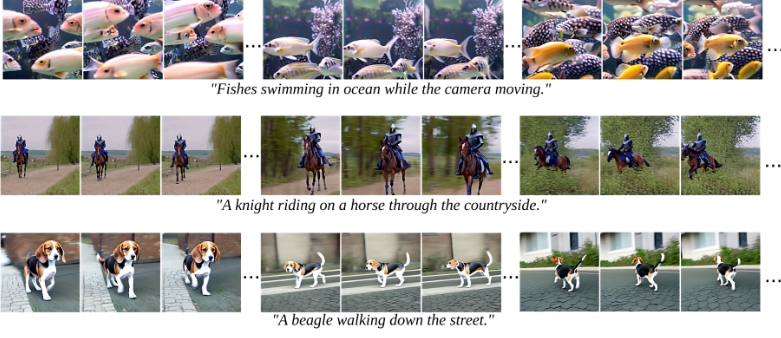 "Fishes swimming in ocean while the camera moving."
"A knight riding on a horse through the countryside."
"A beagle walking down the street."